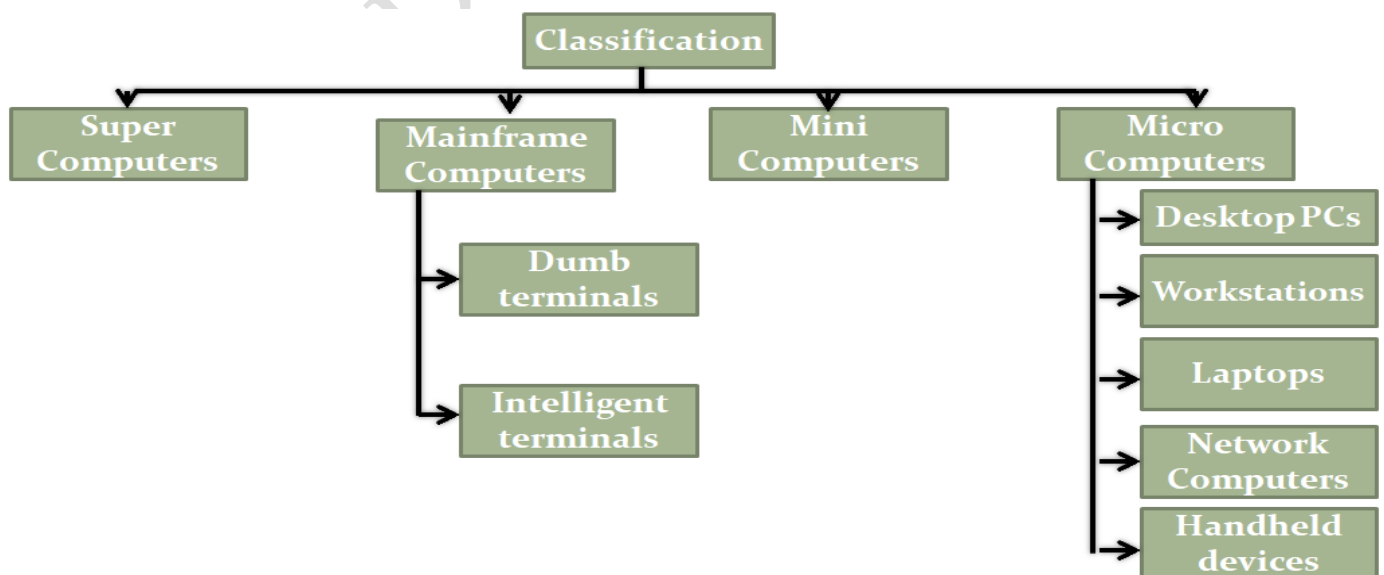 Classification
Super
Computers
Mainframe
Computers
Mini
Computers
Micro
Computers
Dumb
terminals
Intelligent
terminals
Desktop PCs
Workstations
Laptops
Network
Computers
Handheld
devices